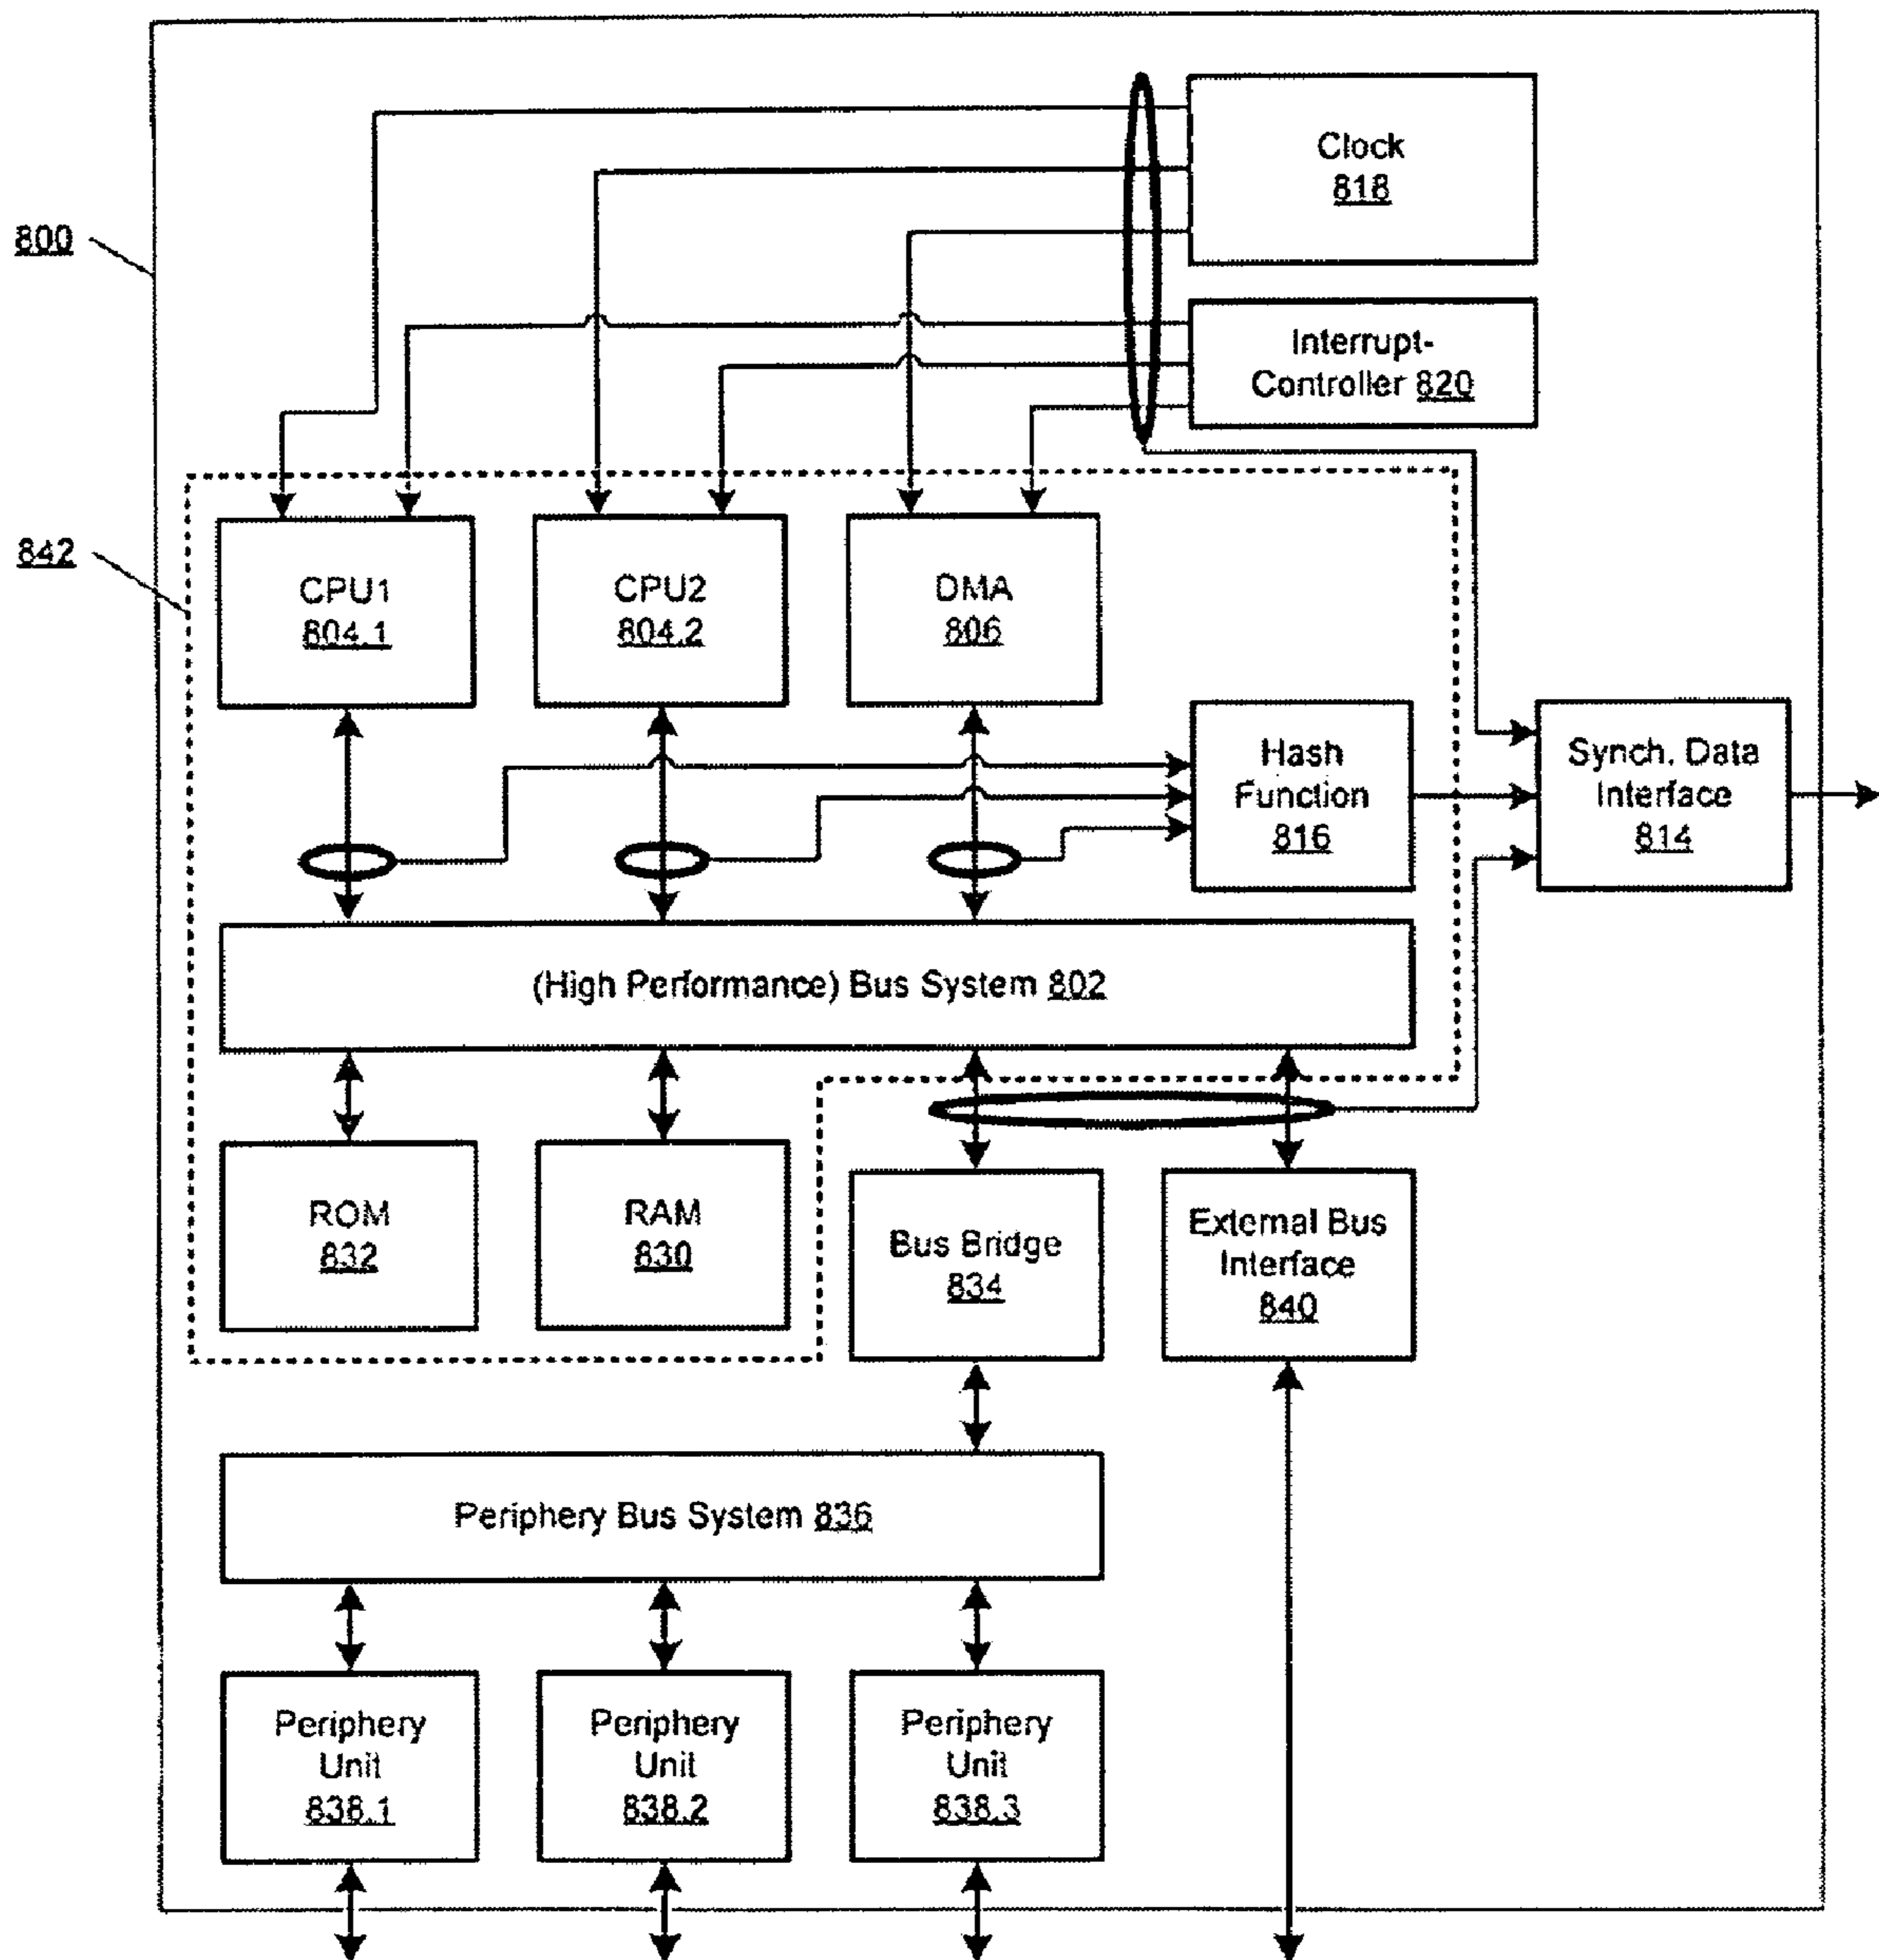 Clock
818
800
Interrupt-
Controller 820
842
CPU1
804.1
CPU2
804.2
DMA
806
Hash
Function
816
Synch. Data
Interface
814
(High Performance) Bus System 802
ROM
832
RAM
830
Bus Bridge
834
External Bus
Interface
840
Periphery Bus System 836
Periphery
Unit
838.1
Periphery
Unit
838.2
Periphery
Unit
838.3